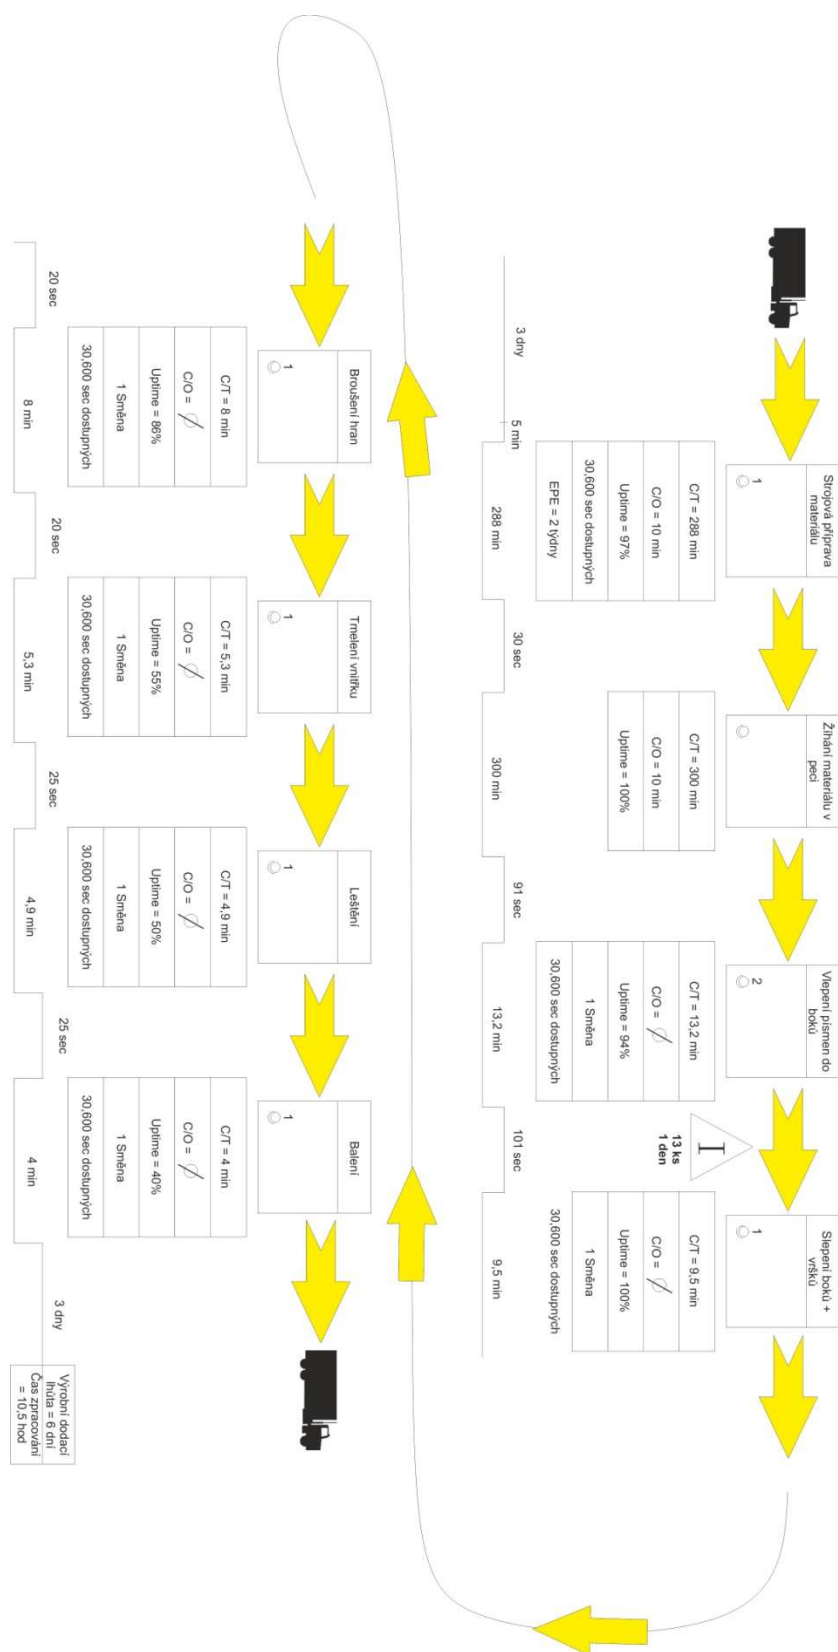 Strojová příprava
materiálu
1
C/T = 288 min
C/O = 10 min
Uptime = 97%
30,600 sec dostupných
EPE = 2 týdny
Žíhání materiálu v
peci
C/T = 300 min
C/O = 10 min
Uptime = 100%
Vlepení písmen do
boků
2
C/T = 13,2 min
C/O =
Uptime = 94%
1 Směna
30,600 sec dostupných
I
13 ks
1 den
Slepení boků +
vršků
1
C/T = 9,5 min
C/O =
Uptime = 100%
1 Směna
30,600 sec dostupných
3 dny
5 min
288 min
30 sec
300 min
91 sec
13,2 min
101 sec
9,5 min
Broušení hran
1
C/T = 8 min
C/O =
Uptime = 86%
1 Směna
30,600 sec dostupných
Tmelení vnitřku
1
C/T = 5,3 min
C/O =
Uptime = 55%
1 Směna
30,600 sec dostupných
Leštění
1
C/T = 4,9 min
C/O =
Uptime = 50%
1 Směna
30,600 sec dostupných
Balení
1
C/T = 4 min
C/O =
Uptime = 40%
1 Směna
30,600 sec dostupných
20 sec
8 min
20 sec
5,3 min
25 sec
4,9 min
25 sec
4 min
3 dny
Výrobní dodací
lhůta = 6 dní
Čas zpracování
= 10,5 hod